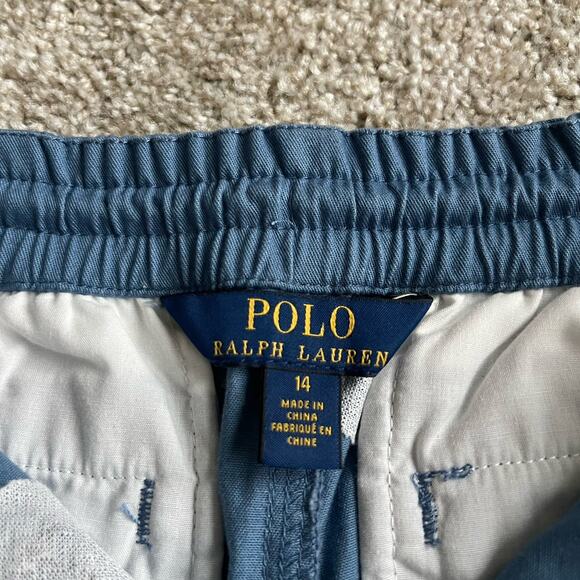 POLO
RALPH LAUREN
14
MADE IN
CHINA
FABRIQUÉ EN
CHINE